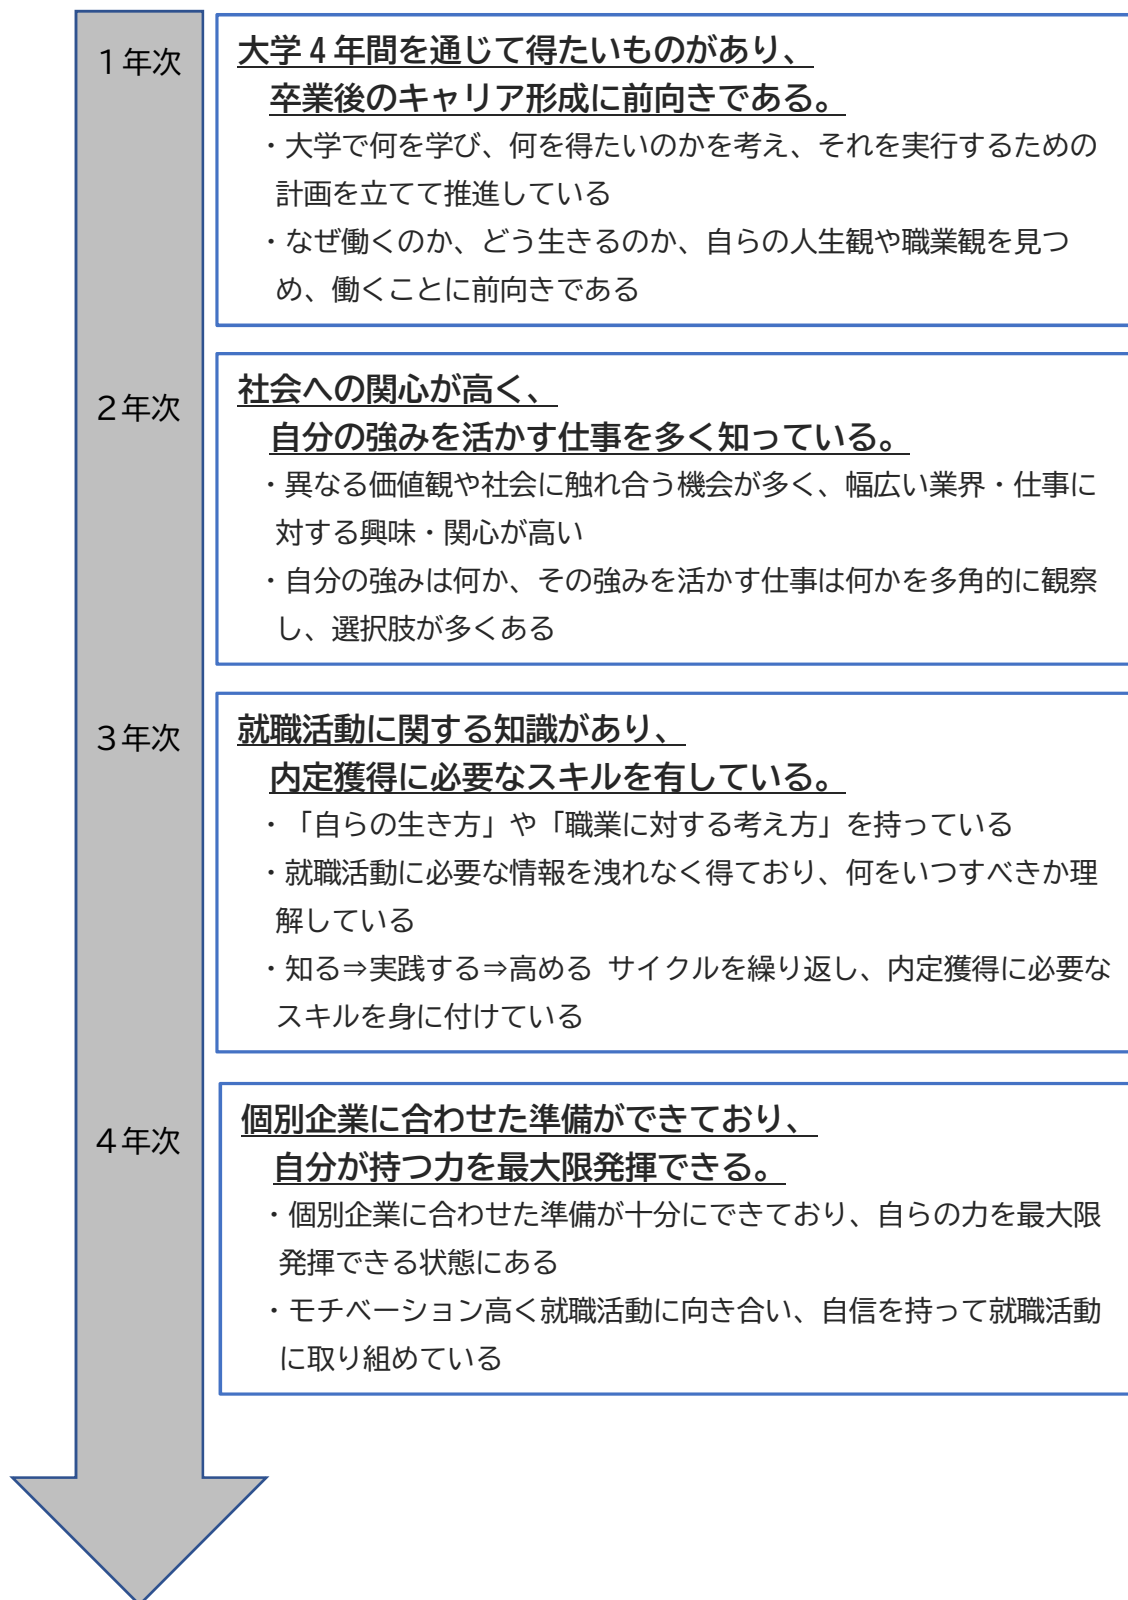 １年次
大学４年間を通じて得たいものがあり、
卒業後のキャリア形成に前向きである。
・大学で何を学び、何を得たいのかを考え、それを実行するための
計画を立てて推進している
・なぜ働くのか、どう生きるのか、自らの人生観や職業観を見つ
め、働くことに前向きである
２年次
社会への関心が高く、
自分の強みを活かす仕事を多く知っている。
・異なる価値観や社会に触れ合う機会が多く、幅広い業界・仕事に
対する興味・関心が高い
・自分の強みは何か、その強みを活かす仕事は何かを多角的に観察
し、選択肢が多くある
３年次
就職活動に関する知識があり、
内定獲得に必要なスキルを有している。
・「自らの生き方」や「職業に対する考え方」を持っている
・就職活動に必要な情報を洩れなく得ており、何をいつすべきか理
解している
・知る⇒実践する⇒高める サイクルを繰り返し、内定獲得に必要な
スキルを身に付けている
４年次
個別企業に合わせた準備ができており、
自分が持つ力を最大限発揮できる。
・個別企業に合わせた準備が十分にできており、自らの力を最大限
発揮できる状態にある
・モチベーション高く就職活動に向き合い、自信を持って就職活動
に取り組めている